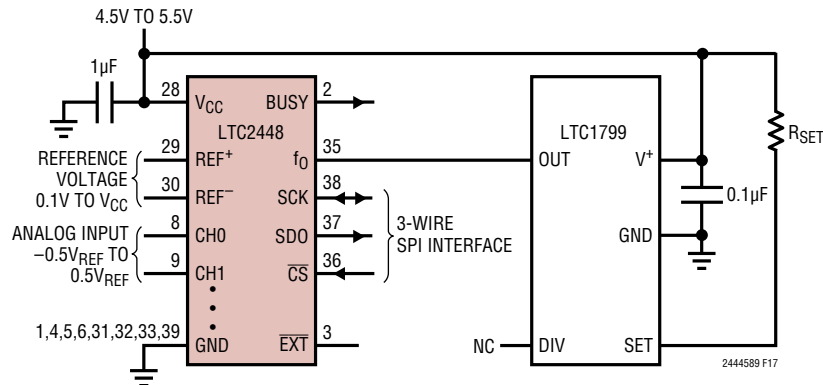 4.5V TO 5.5V
1µF
28
VCC
BUSY
2
LTC2448
LTC1799
29
REF+
fO
35
OUT
V+
RSET
REFERENCE
VOLTAGE
0.1V TO VCC
30
REF–
SCK
38
0.1µF
8
CH0
SDO
37
3-WIRE
SPI INTERFACE
GND
ANALOG INPUT
–0.5VREF TO
0.5VREF
9
CH1
CS
36
1,4,5,6,31,32,33,39
GND
EXT
3
NC
DIV
SET
2444589 F17